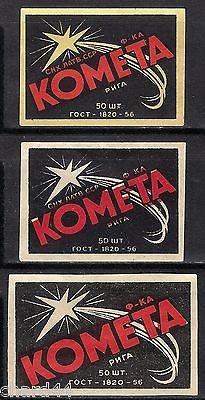 СНХ ЛАТВ.ССР
Ф-КА
КОМЕТА
РИГА
50 ШТ.
ГОСТ - 1820 - 56
СНХ ЛАТВ.ССР
Ф-КА
КОМЕТА
РИГА
50 ШТ.
ГОСТ - 1820 - 56
Ф-КА
КОМЕТА
РИГА
50 ШТ.
ГОСТ - 1820 - 56
© chard44